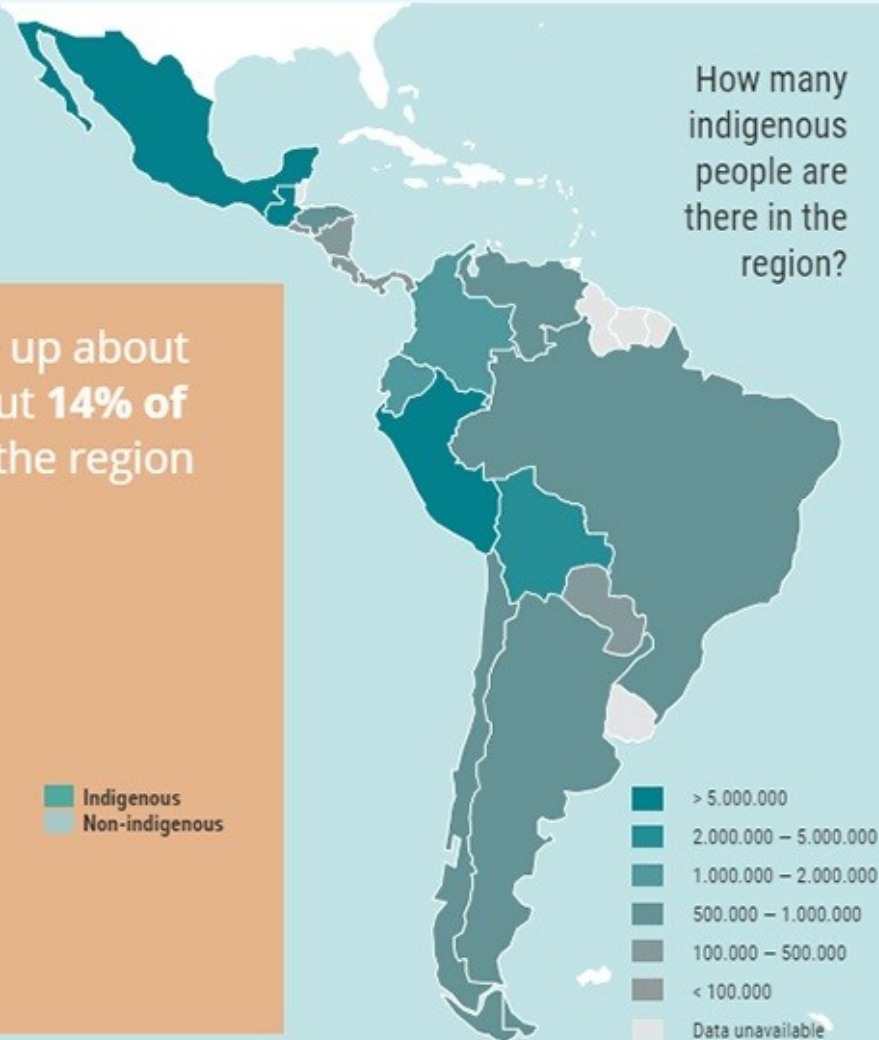 How many
indigenous
people are
there in the
region?
up about
ut 14% of
the region
Indigenous
Non-indigenous
> 5.000.000
2.000.000 – 5.000.000
1.000.000 – 2.000.000
500.000 – 1.000.000
100.000 – 500.000
< 100.000
Data unavailable